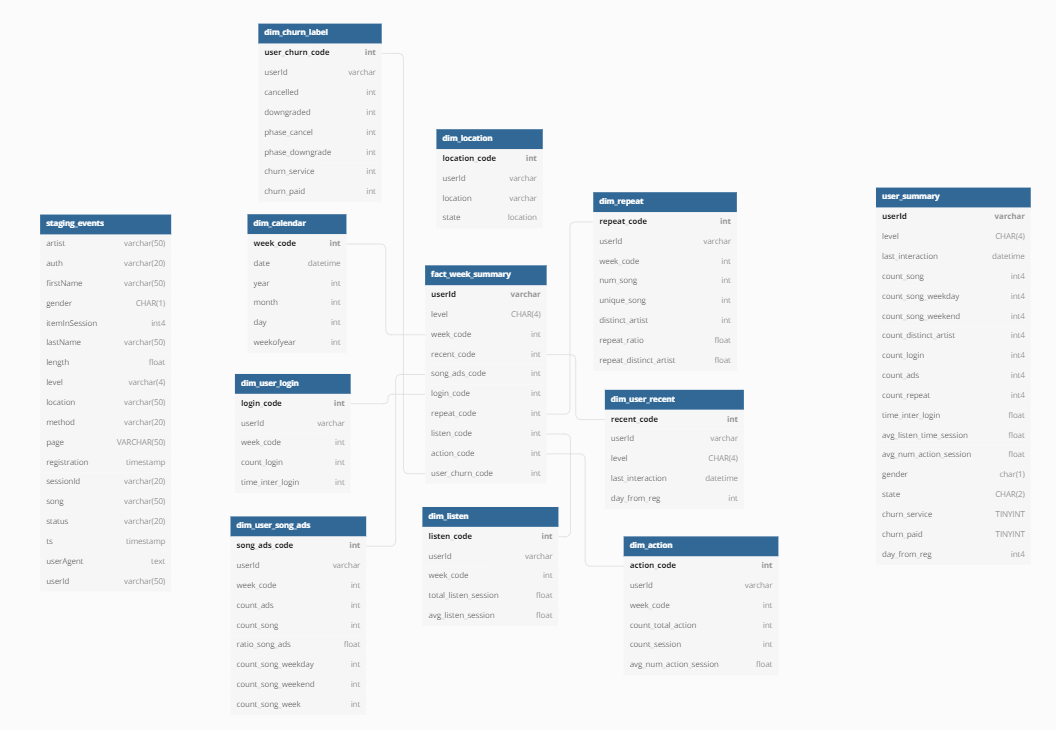 dim_churn_label
user_churn_code int
userId varchar
cancelled int
downgraded int
phase_cancel int
phase_downgrade int
churn_service int
churn_paid int
dim_location
location_code int
userId varchar
location varchar
state location
staging_events
artist varchar(50)
auth varchar(20)
firstName varchar(50)
gender CHAR(1)
itemInSession int4
lastName varchar(50)
length float
level varchar(4)
location varchar(50)
method varchar(20)
page VARCHAR(50)
registration timestamp
sessionId varchar(20)
song varchar(50)
status varchar(20)
ts timestamp
userAgent text
userId varchar(50)
dim_calendar
week_code int
date datetime
year int
month int
day int
weekofyear int
dim_user_login
login_code int
userId varchar
week_code int
count_login int
time_inter_login int
dim_user_song_ads
song_ads_code int
userId varchar
week_code int
count_ads int
count_song int
ratio_song_ads float
count_song_weekday int
count_song_weekend int
count_song_week int
fact_week_summary
userId varchar
level CHAR(4)
week_code int
recent_code int
song_ads_code int
login_code int
repeat_code int
listen_code int
action_code int
user_churn_code int
dim_listen
listen_code int
userId varchar
week_code int
total_listen_session float
avg_listen_session float
dim_repeat
repeat_code int
userId varchar
week_code int
num_song int
unique_song int
distinct_artist int
repeat_ratio float
repeat_distinct_artist float
dim_user_recent
recent_code int
userId varchar
level CHAR(4)
last_interaction datetime
day_from_reg int
dim_action
action_code int
userId varchar
week_code int
count_total_action int
count_session int
avg_num_action_session float
user_summary
userId varchar
level CHAR(4)
last_interaction datetime
count_song int4
count_song_weekday int4
count_song_weekend int4
count_distinct_artist int4
count_login int4
count_ads int4
count_repeat int4
time_inter_login float
avg_listen_time_session float
avg_num_action_session float
gender char(1)
state CHAR(2)
churn_service TINYINT
churn_paid TINYINT
day_from_reg int4